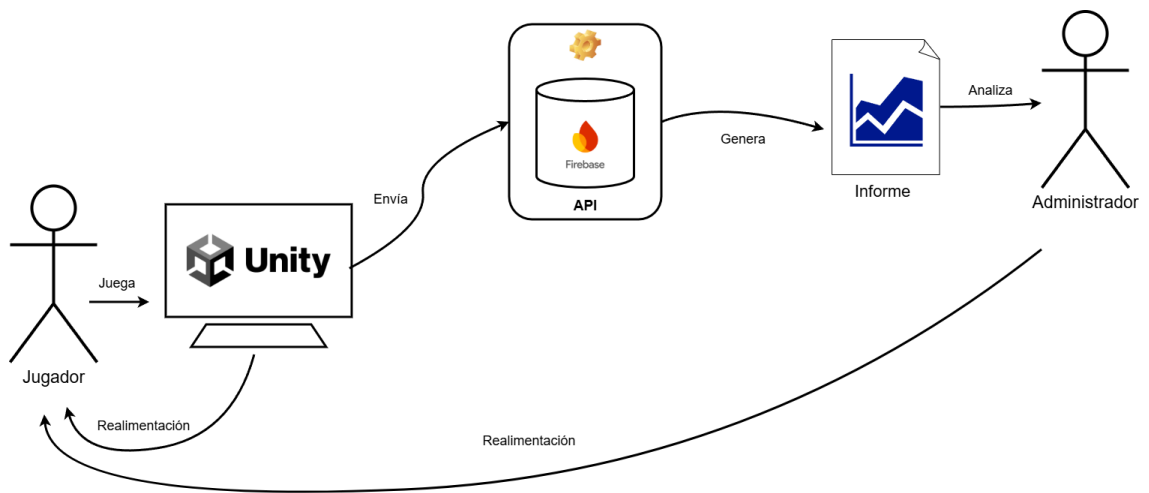 Jugador
Juega
Unity
Realimentación
Envía
Firebase
API
Genera
Informe
Analiza
Administrador
Realimentación